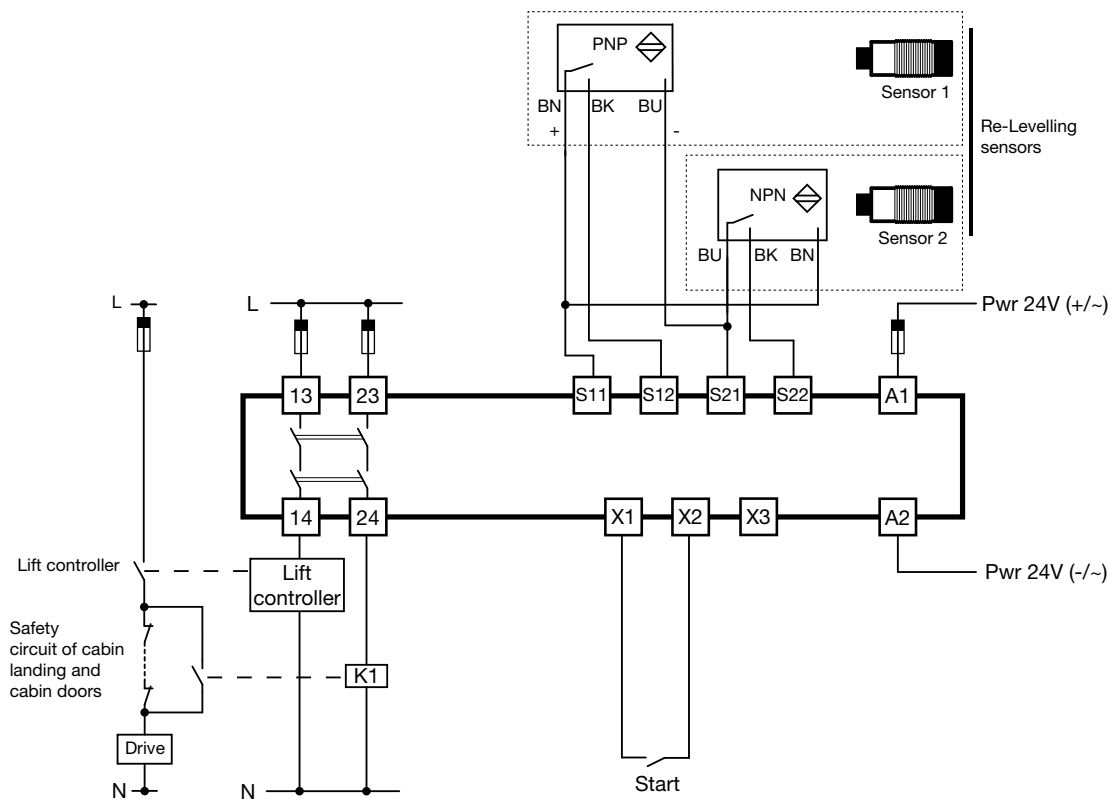 PNP
Sensor 1
BN BK BU
+ -
Re-Levelling
sensors
NPN
Sensor 2
BU BK BN
L
L
Pwr 24V (+/~)
13 23 S11 S12 S21 S22 A1
14 24 X1 X2 X3 A2
Lift controller
Lift
controller
Pwr 24V (-/~)
Safety
circuit of cabin
landing and
cabin doors
K1
Drive
Start
N
N